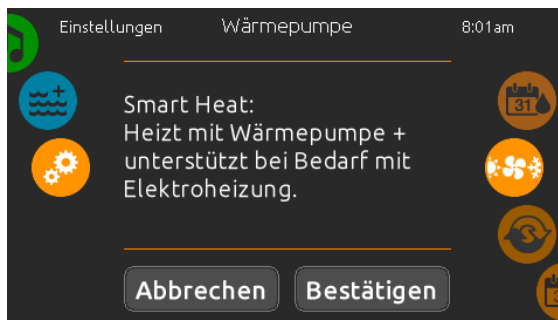 Einstellungen Wärmepumpe 8:01am
Smart Heat:
Heizt mit Wärmepumpe +
unterstützt bei Bedarf mit
Elektroheizung.
31
Abbrechen Bestätigen